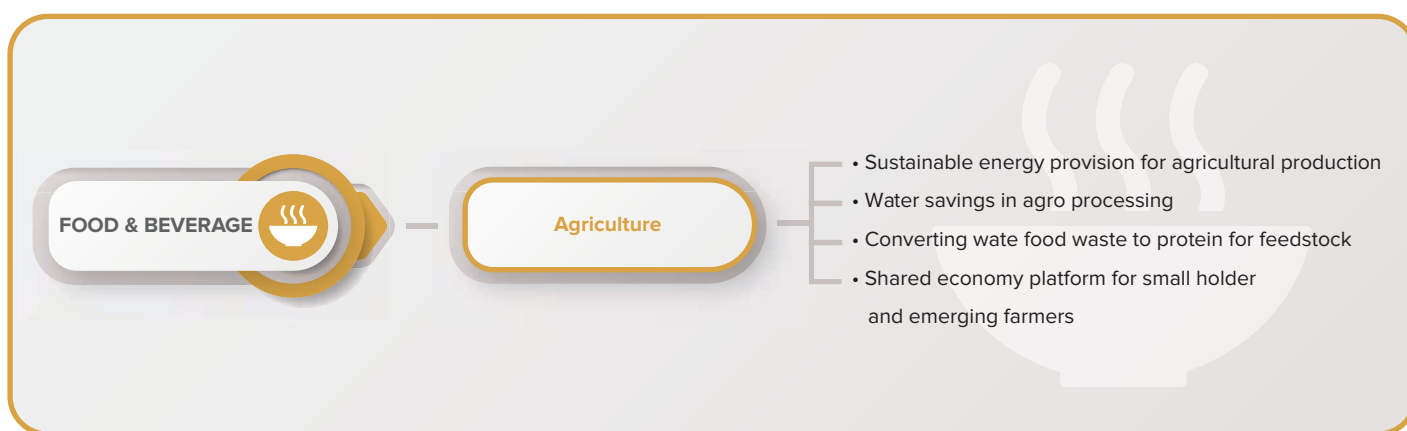 FOOD & BEVERAGE
Agriculture
• Sustainable energy provision for agricultural production
• Water savings in agro processing
• Converting wate food waste to protein for feedstock
• Shared economy platform for small holder
and emerging farmers